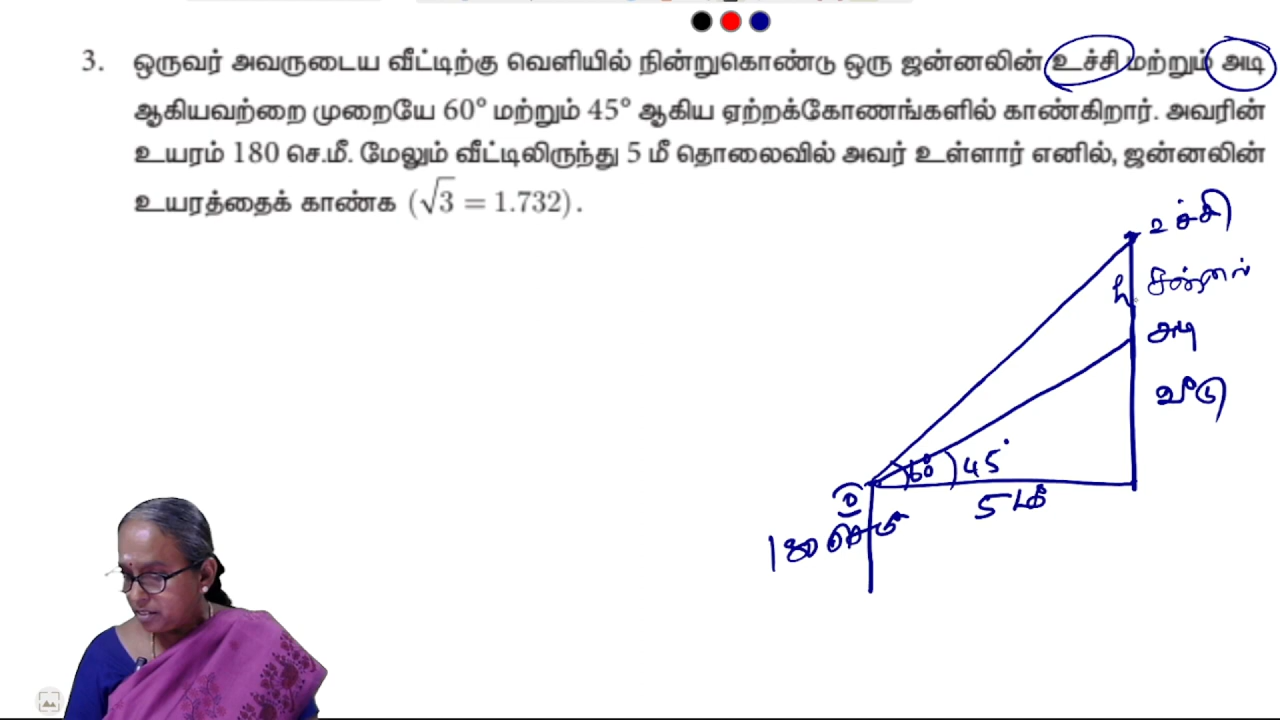 3. ஒருவர் அவருடைய வீட்டிற்கு வெளியில் நின்றுகொண்டு ஒரு ஜன்னலின் உச்சி மற்றும் அடி
ஆகியவற்றை முறையே 60° மற்றும் 45° ஆகிய ஏற்றக்கோணங்களில் காண்கிறார். அவரின்
உயரம் 180 செ.மீ. மேலும் வீட்டிலிருந்து 5 மீ தொலைவில் அவர் உள்ளார் எனில், ஜன்னலின்
உயரத்தைக் காண்க (√3 = 1.732).
உச்சி
h ஜன்னல்
அடி
வீடு
60° 45°
5 மீ
180 செ மீ